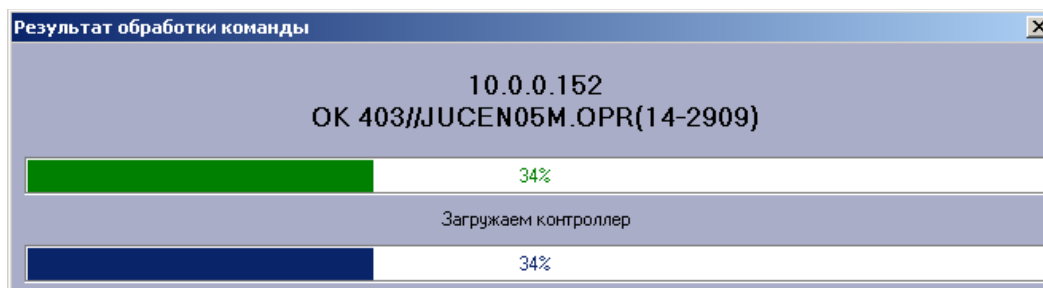 Результат обработки команды
10.0.0.152
OK 403//JUCEN05M.OPR(14-2909)
34%
Загружаем контроллер
34%